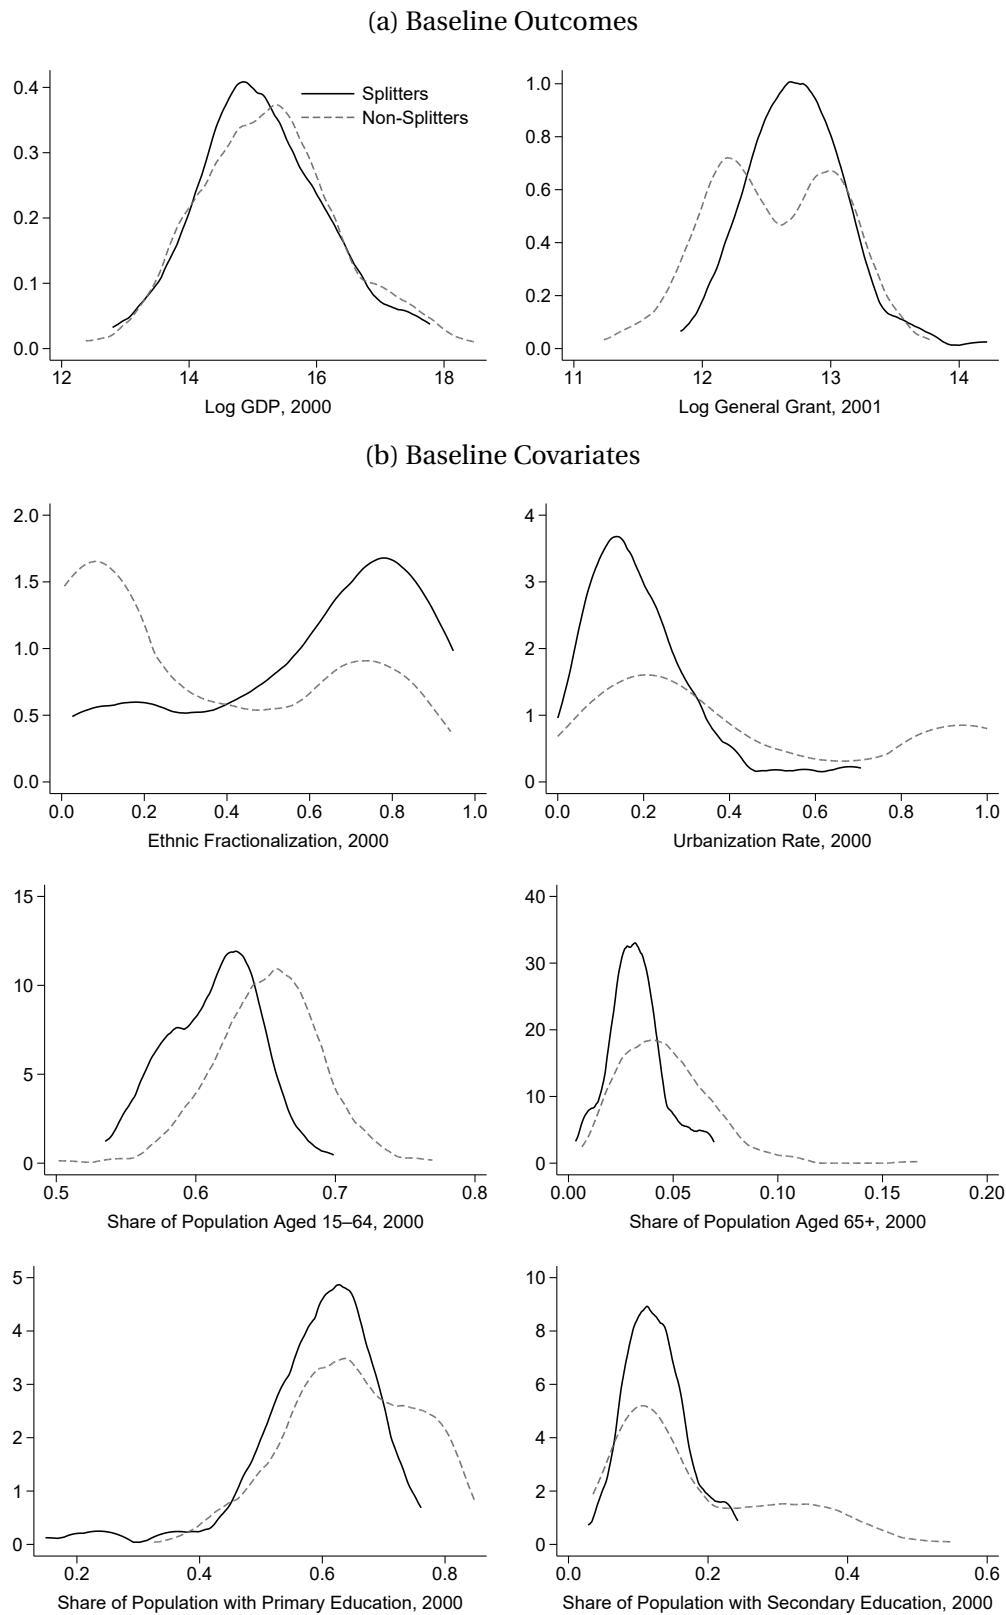 (a) Baseline Outcomes
0.4
0.3
0.2
0.1
0.0
12 14 16 18
Log GDP, 2000
Splitters
Non-Splitters
1.0
0.8
0.6
0.4
0.2
0.0
11 12 13 14
Log General Grant, 2001
(b) Baseline Covariates
2.0
1.5
1.0
0.5
0.0
0.0 0.2 0.4 0.6 0.8 1.0
Ethnic Fractionalization, 2000
4
3
2
1
0
0.0 0.2 0.4 0.6 0.8 1.0
Urbanization Rate, 2000
15
10
5
0
0.5 0.6 0.7 0.8
Share of Population Aged 15–64, 2000
40
30
20
10
0
0.00 0.05 0.10 0.15 0.20
Share of Population Aged 65+, 2000
5
4
3
2
1
0
0.2 0.4 0.6 0.8
Share of Population with Primary Education, 2000
10
8
6
4
2
0
0.0 0.2 0.4 0.6
Share of Population with Secondary Education, 2000